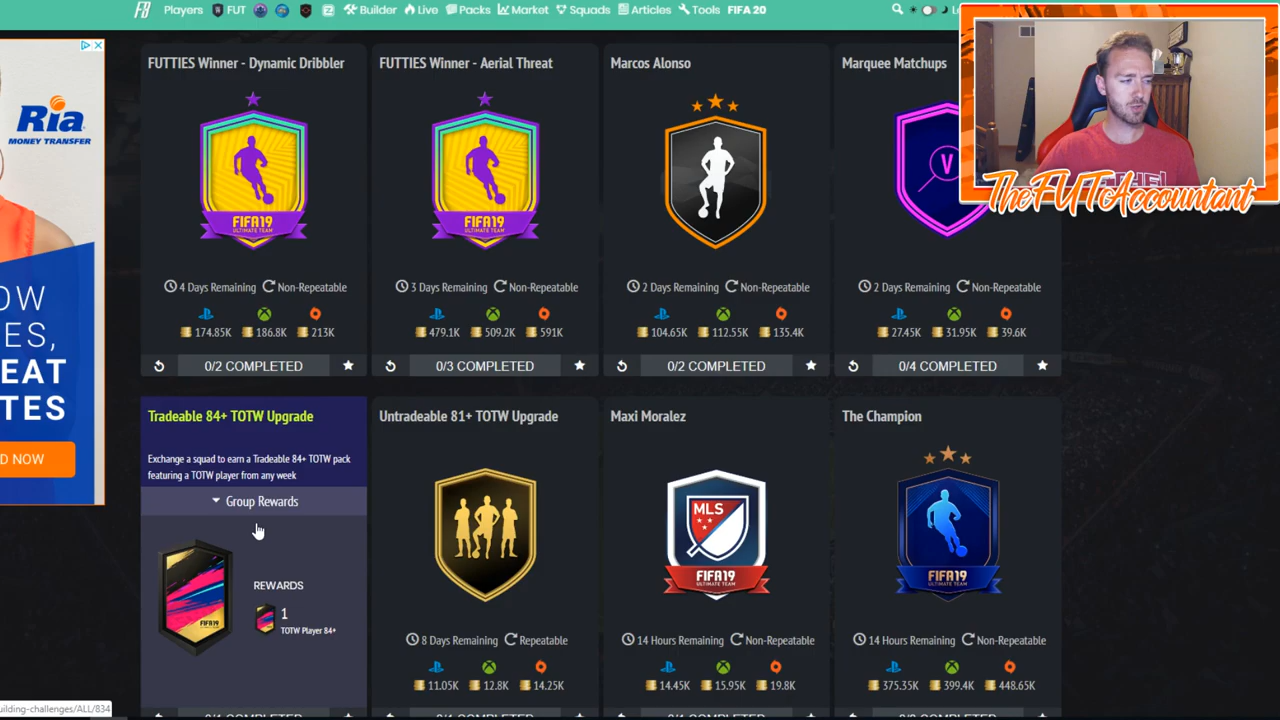 FB Players FUT Builder Live Packs Market Squads Articles Tools FIFA 20
TheFUTAccountant
Ria
MONEY TRANSFER
OW
ES,
EAT
TES
D NOW
FUTTIES Winner - Dynamic Dribbler
FIFA19
ULTIMATE TEAM
4 Days Remaining Non-Repeatable
174.85K 186.8K 213K
0/2 COMPLETED
FUTTIES Winner - Aerial Threat
FIFA19
ULTIMATE TEAM
3 Days Remaining Non-Repeatable
479.1K 509.2K 591K
0/3 COMPLETED
Marcos Alonso
2 Days Remaining Non-Repeatable
104.65K 112.55K 135.4K
0/2 COMPLETED
Marquee Matchups
V
2 Days Remaining Non-Repeatable
27.45K 31.95K 39.6K
0/4 COMPLETED
Tradeable 84+ TOTW Upgrade
Exchange a squad to earn a Tradeable 84+ TOTW pack
featuring a TOTW player from any week
Group Rewards
FIFA19
REWARDS
1
TOTW Player 84+
Untradeable 81+ TOTW Upgrade
8 Days Remaining Repeatable
11.05K 12.8K 14.25K
Maxi Moralez
MLS
FIFA19
ULTIMATE TEAM
14 Hours Remaining Non-Repeatable
14.45K 15.95K 19.8K
The Champion
FIFA19
ULTIMATE TEAM
14 Hours Remaining Non-Repeatable
375.35K 399.4K 448.65K
uilding-challenges/ALL/834